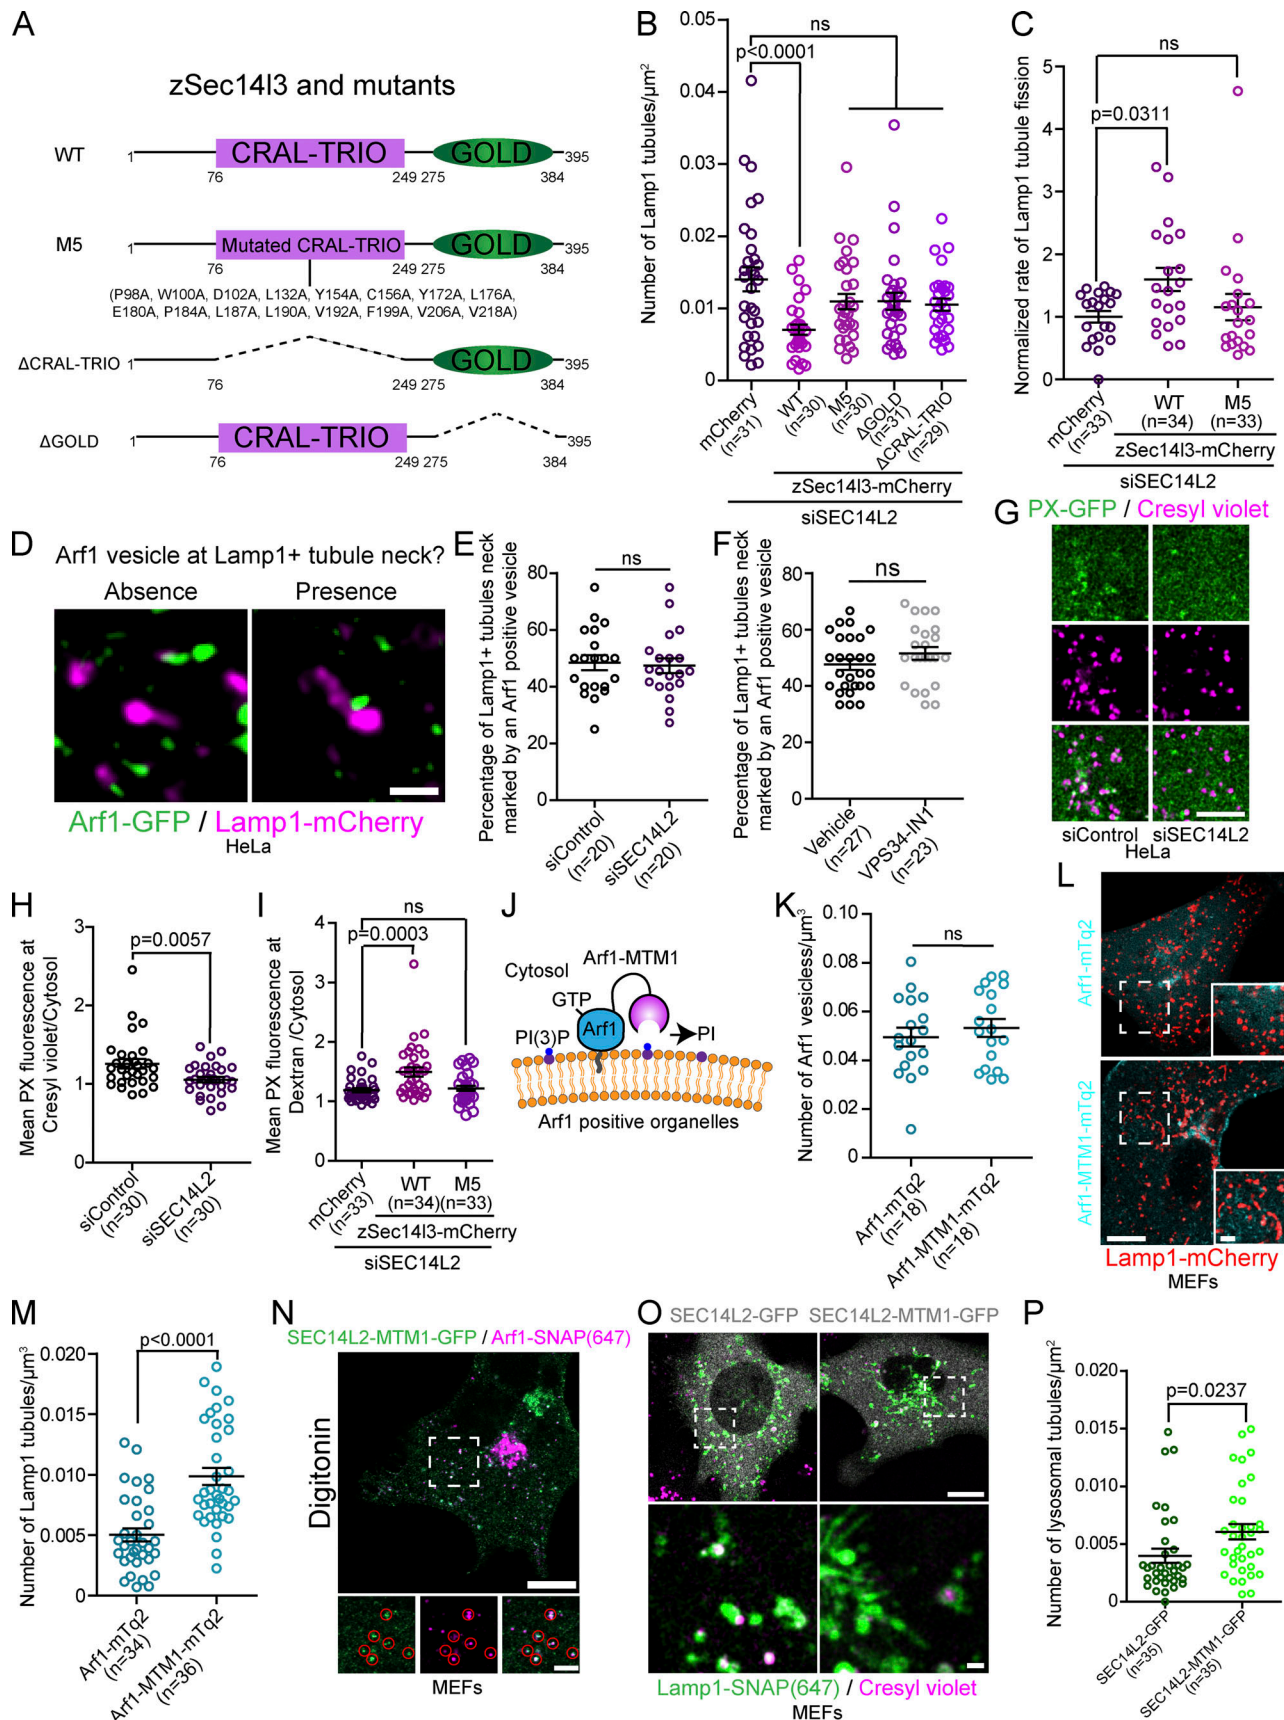 A
zSec14l3 and mutants
WT
1
CRAL-TRIO
GOLD
395
76
249 275
384
M5
1
Mutated CRAL-TRIO
GOLD
395
76
249 275
384
(P98A, W100A, D102A, L132A, Y154A, C156A, Y172A, L176A,
E180A, P184A, L187A, L190A, V192A, F199A, V206A, V218A)
ΔCRAL-TRIO
1
GOLD
395
76
249 275
384
ΔGOLD
1
CRAL-TRIO
395
76
249 275
384
B
Number of Lamp1 tubules/µm²
0.05
0.04
0.03
0.02
0.01
0
ns
p<0.0001
mCherry
(n=31)
WT
(n=30)
M5
(n=30)
ΔGOLD
(n=31)
ΔCRAL-TRIO
(n=29)
zSec14l3-mCherry
siSEC14L2
C
Normalized rate of Lamp1 tubule fission
5
4
3
2
1
0
ns
p=0.0311
mCherry
(n=33)
WT
(n=34)
M5
(n=33)
zSec14l3-mCherry
siSEC14L2
D
Arf1 vesicle at Lamp1+ tubule neck?
Absence
Presence
Arf1-GFP / Lamp1-mCherry
HeLa
E
Percentage of Lamp1+ tubules neck
marked by an Arf1 positive vesicle
80
60
40
20
0
ns
siControl
(n=20)
siSEC14L2
(n=20)
F
Percentage of Lamp1+ tubules neck
marked by an Arf1 positive vesicle
80
60
40
20
0
ns
Vehicle
(n=27)
VPS34-IN1
(n=23)
G
PX-GFP / Cresyl violet
siControl
siSEC14L2
HeLa
H
Mean PX fluorescence at
Cresyl violet/Cytosol
3
2
1
0
p=0.0057
siControl
(n=30)
siSEC14L2
(n=30)
I
Mean PX fluorescence at
Dextran /Cytosol
4
3
2
1
0
ns
p=0.0003
mCherry
(n=33)
WT
(n=34)
M5
(n=33)
zSec14l3-mCherry
siSEC14L2
J
Arf1-MTM1
Cytosol
GTP
PI(3)P
Arf1
PI
Arf1 positive organelles
K
Number of Arf1 vesicless/µm³
0.10
0.08
0.06
0.04
0.02
0.00
ns
Arf1-mTq2
(n=18)
Arf1-MTM1-mTq2
(n=18)
L
Arf1-mTq2
Arf1-MTM1-mTq2
Lamp1-mCherry
MEFs
M
Number of Lamp1 tubules/µm³
0.020
0.015
0.010
0.005
0
p<0.0001
Arf1-mTq2
(n=34)
Arf1-MTM1-mTq2
(n=36)
N
SEC14L2-MTM1-GFP / Arf1-SNAP(647)
Digitonin
MEFs
O
SEC14L2-GFP
SEC14L2-MTM1-GFP
Lamp1-SNAP(647) / Cresyl violet
MEFs
P
Number of lysosomal tubules/µm²
0.020
0.015
0.010
0.005
0
p=0.0237
SEC14L2-GFP
(n=35)
SEC14L2-MTM1-GFP
(n=35)